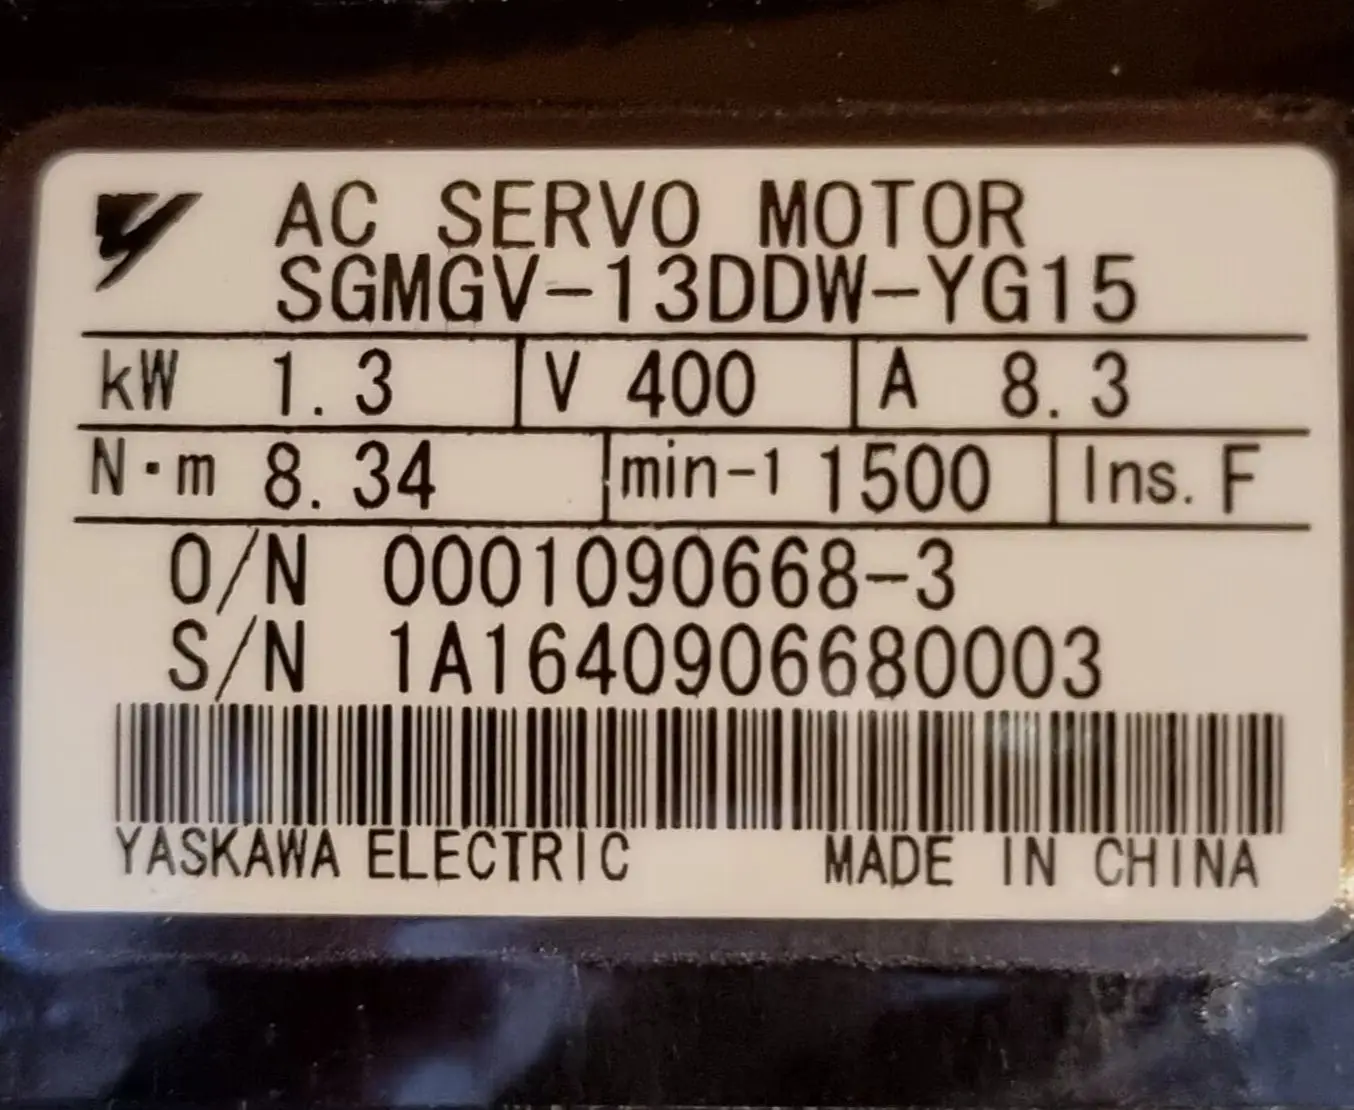 AC SERVO MOTOR
SGMGV-13DDW-YG15
kW 1.3 V 400 A 8.3
N·m 8.34 min-1 1500 Ins. F
O/N 0001090668-3
S/N 1A1640906680003
YASKAWA ELECTRIC MADE IN CHINA